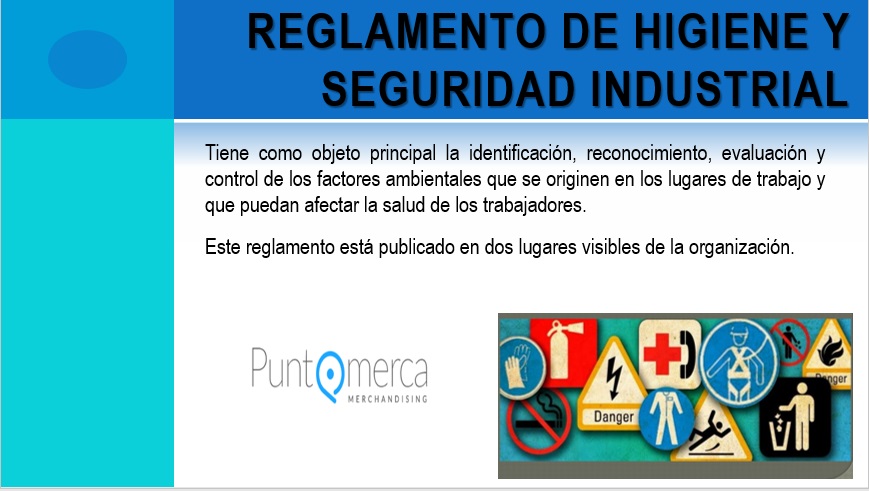 REGLAMENTO DE HIGIENE Y
SEGURIDAD INDUSTRIAL
Tiene como objeto principal la identificación, reconocimiento, evaluación y
control de los factores ambientales que se originen en los lugares de trabajo y
que puedan afectar la salud de los trabajadores.
Este reglamento está publicado en dos lugares visibles de la organización.
Puntomerca
MERCHANDISING
Danger
Danger